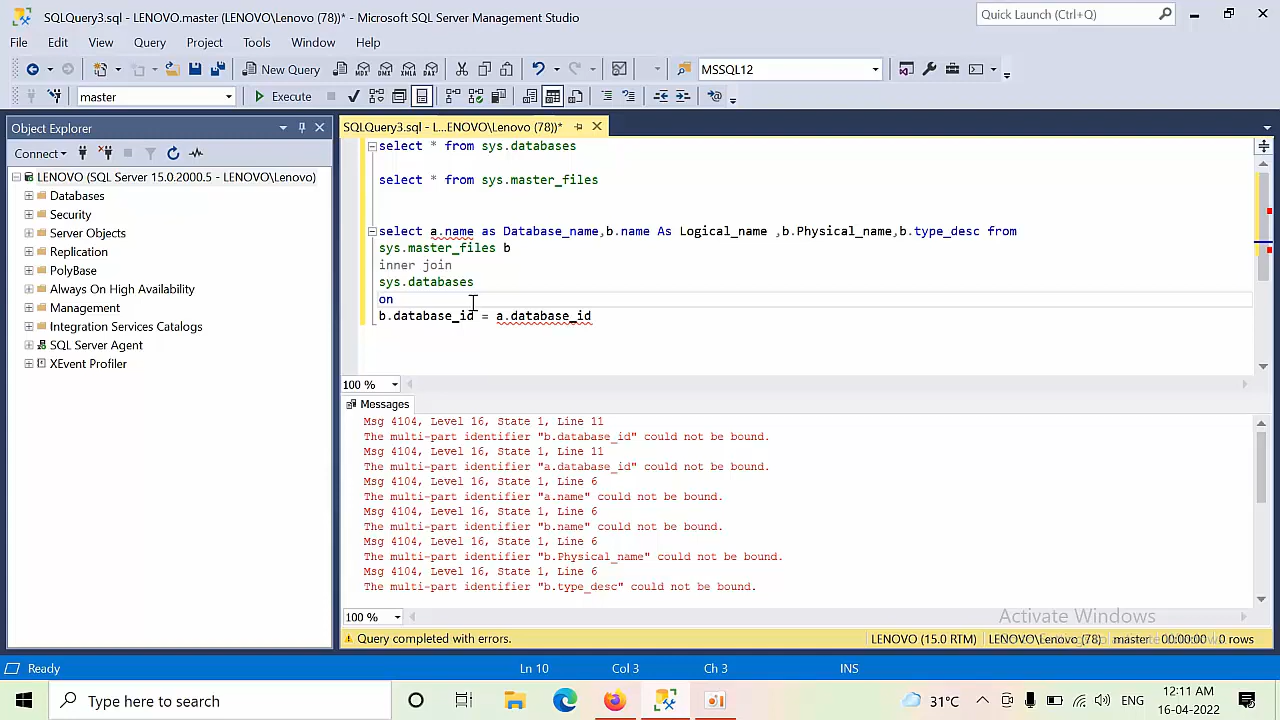 SQLQuery3.sql - LENOVO.master (LENOVO\Lenovo (78))* - Microsoft SQL Server Management Studio
Quick Launch (Ctrl+Q)
File Edit View Query Project Tools Window Help
New Query MDX DMX XMLA DAX MSSQL12
master Execute
Object Explorer
SQLQuery3.sql - L...ENOVO\Lenovo (78))*
Connect
LENOVO (SQL Server 15.0.2000.5 - LENOVO\Lenovo)
Databases
Security
Server Objects
Replication
PolyBase
Always On High Availability
Management
Integration Services Catalogs
SQL Server Agent
XEvent Profiler
select * from sys.databases
select * from sys.master_files
select a.name as Database_name,b.name As Logical_name ,b.Physical_name,b.type_desc from
sys.master_files b
inner join
sys.databases
on
b.database_id = a.database_id
100 %
Messages
Msg 4104, Level 16, State 1, Line 11
The multi-part identifier "b.database_id" could not be bound.
Msg 4104, Level 16, State 1, Line 11
The multi-part identifier "a.database_id" could not be bound.
Msg 4104, Level 16, State 1, Line 6
The multi-part identifier "a.name" could not be bound.
Msg 4104, Level 16, State 1, Line 6
The multi-part identifier "b.name" could not be bound.
Msg 4104, Level 16, State 1, Line 6
The multi-part identifier "b.Physical_name" could not be bound.
Msg 4104, Level 16, State 1, Line 6
The multi-part identifier "b.type_desc" could not be bound.
100 %
Activate Windows
Query completed with errors. LENOVO (15.0 RTM) LENOVO\Lenovo (78) master 00:00:00 0 rows
Ready Ln 10 Col 3 Ch 3 INS
Type here to search
31°C ENG
12:11 AM
16-04-2022